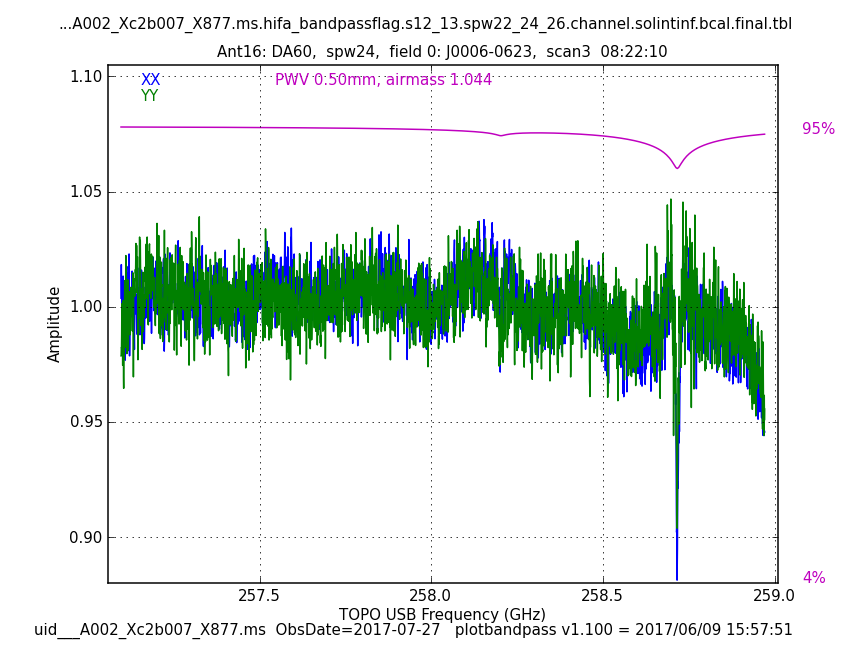 ...A002_Xc2b007_X877.ms.hifa_bandpassflag.s12_13.spw22_24_26.channel.solintinf.bcal.final.tbl
Ant16: DA60,  spw24,  field 0: J0006-0623,  scan3  08:22:10
1.10
XX
PWV 0.50mm, airmass 1.044
YY
95%
1.05
1.00
Amplitude
0.95
0.90
4%
257.5
258.0
258.5
259.0
TOPO USB Frequency (GHz)
uid___A002_Xc2b007_X877.ms  ObsDate=2017-07-27   plotbandpass v1.100 = 2017/06/09 15:57:51